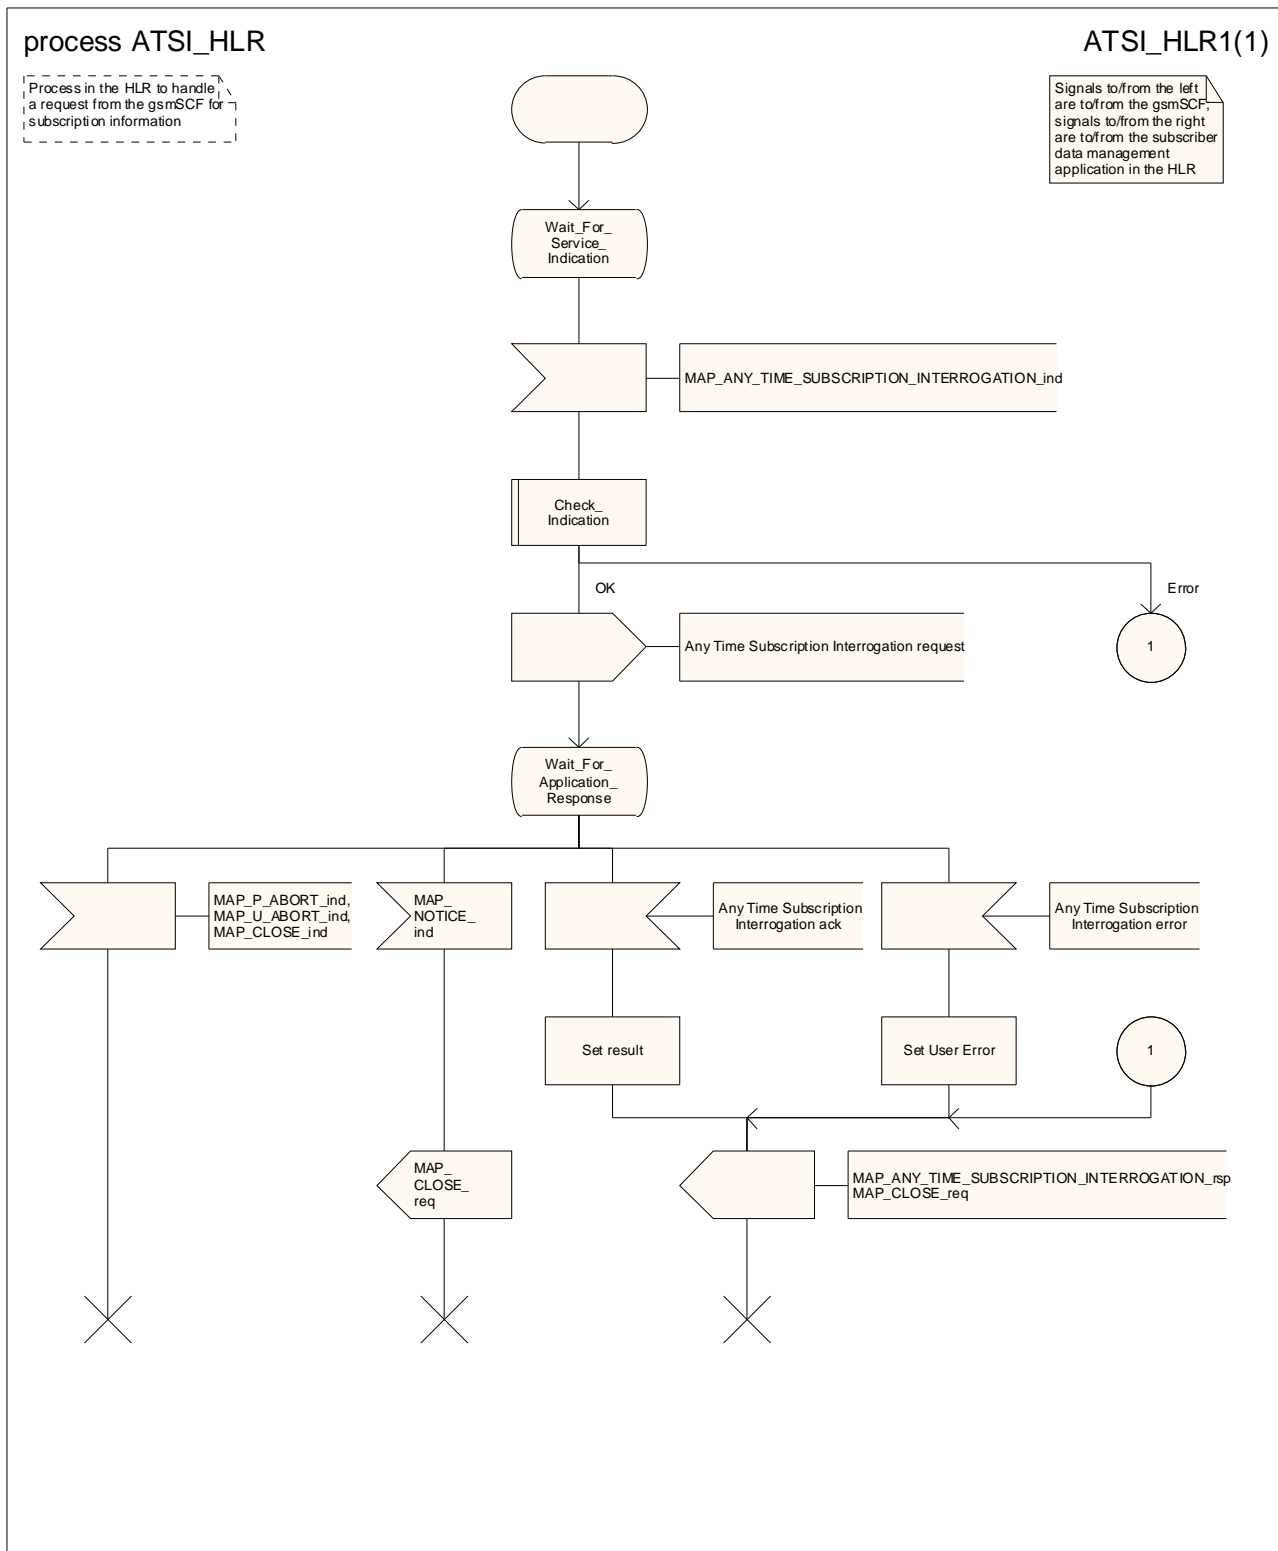 process ATSI_HLR
ATSI_HLR1(1)
Process in the HLR to handle
a request from the gsmSCF for
subscription information
Signals to/from the left
are to/from the gsmSCF;
signals to/from the right
are to/from the subscriber
data management
application in the HLR
Wait_For_
Service_
Indication
MAP_ANY_TIME_SUBSCRIPTION_INTERROGATION_ind
Check_
Indication
OK
Error
Any Time Subscription Interrogation request
1
Wait_For_
Application_
Response
MAP_P_ABORT_ind,
MAP_U_ABORT_ind,
MAP_CLOSE_ind
MAP_
NOTICE_
ind
Any Time Subscription
Interrogation ack
Any Time Subscription
Interrogation error
Set result
Set User Error
1
MAP_
CLOSE_
req
MAP_ANY_TIME_SUBSCRIPTION_INTERROGATION_rsp
MAP_CLOSE_req